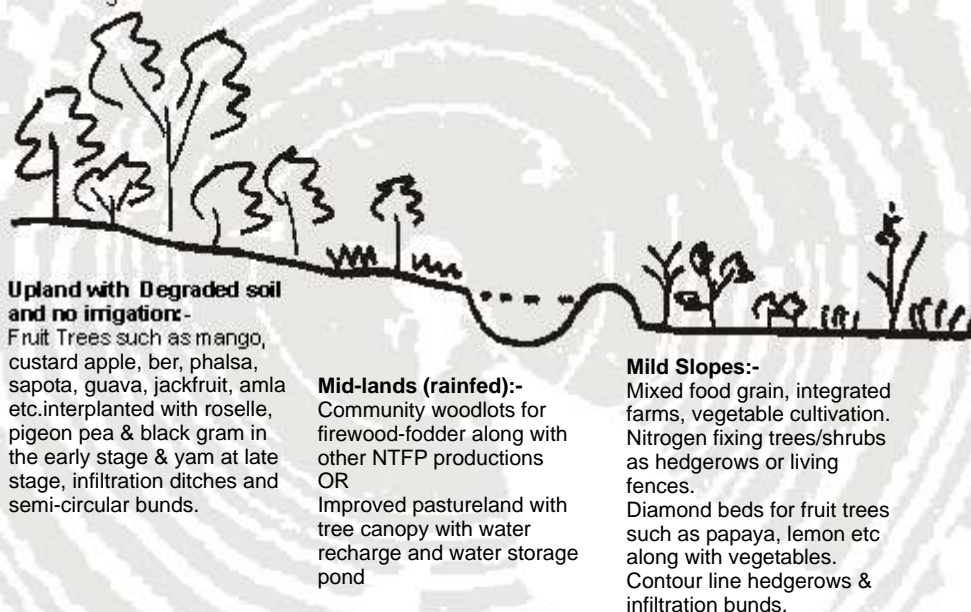 Upland with Degraded soil
and no irrigation:-
Fruit Trees such as mango,
custard apple, ber, phalsa,
sapota, guava, jackfruit, amla
etc.interplanted with roselle,
pigeon pea & black gram in
the early stage & yam at late
stage, infiltration ditches and
semi-circular bunds.
Mid-lands (rainfed):-
Community woodlots for
firewood-fodder along with
other NTFP productions
OR
Improved pastureland with
tree canopy with water
recharge and water storage
pond
Mild Slopes:-
Mixed food grain, integrated
farms, vegetable cultivation.
Nitrogen fixing trees/shrubs
as hedgerows or living
fences.
Diamond beds for fruit trees
such as papaya, lemon etc
along with vegetables.
Contour line hedgerows &
infiltration bunds.